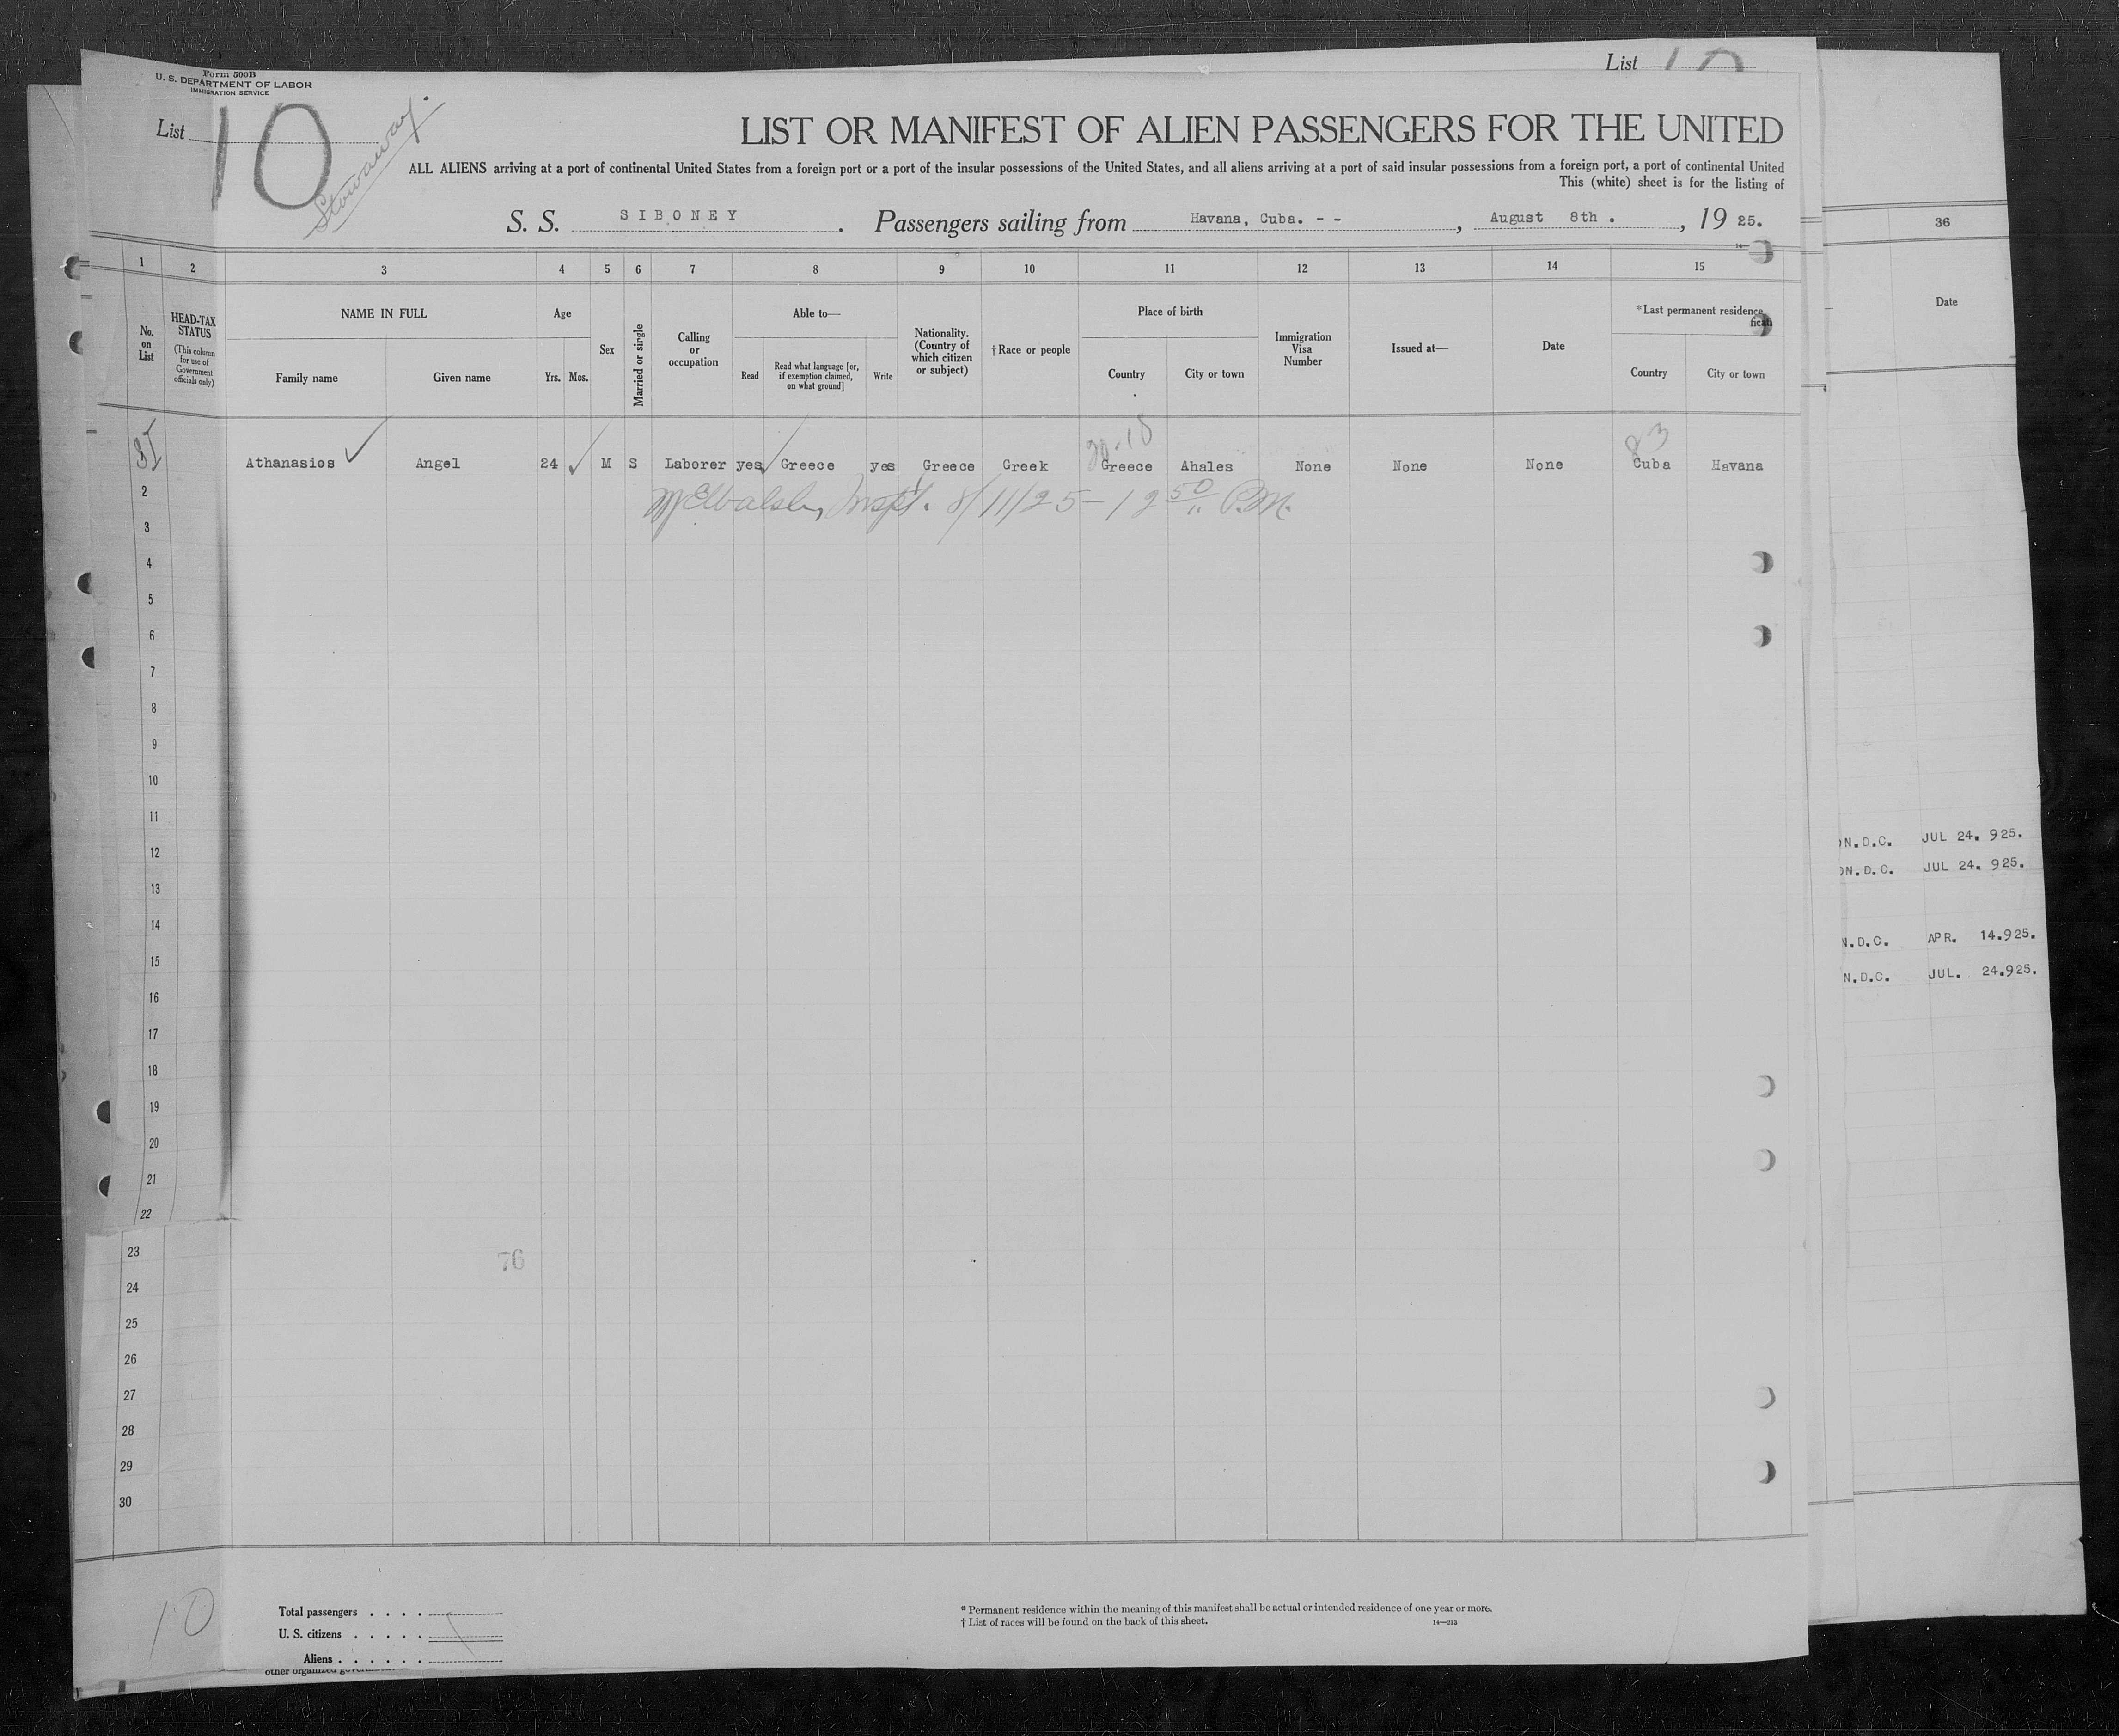 Form 500B
U. S. DEPARTMENT OF LABOR
IMMIGRATION SERVICE
List 10
Stowaway.
List 10
LIST OR MANIFEST OF ALIEN PASSENGERS FOR THE UNITED
ALL ALIENS arriving at a port of continental United States from a foreign port or a port of the insular possessions of the United States, and all aliens arriving at a port of said insular possessions from a foreign port, a port of continental United
This (white) sheet is for the listing of
S. S. SIBONEY. Passengers sailing from Havana, Cuba. - -, August 8th ., 19 25.
1 2 3 4 5 6 7 8 9 10 11 12 13 14 15
36
No. on List
HEAD-TAX STATUS
(This column for use of Government officials only)
NAME IN FULL
Family name Given name
Age
Yrs. Mos.
Sex
Married or single
Calling or occupation
Able to—
Read
Read what language [or, if exemption claimed, on what ground]
Write
Nationality. (Country of which citizen or subject)
†Race or people
Place of birth
Country City or town
Immigration Visa Number
Issued at—
Date
*Last permanent residence
Country City or town
Date
20-18
83
Athanasios Angel 24 M S Laborer yes Greece yes Greece Greek Greece Ahales None None None Cuba Havana
Inspt. 8/11/25-12 50 P.M.
2
3
4
5
6
7
8
9
10
11
12
13
14
15
16
17
18
19
20
21
22
23
24
25
26
27
28
29
30
76
ON.D.C. JUL 24. 925.
ON.D.C. JUL 24. 925.
N.D.C. APR. 14.925.
N.D.C. JUL. 24.925.
10
Total passengers . . . .
U. S. citizens . . . . .
Aliens . . . . . .
* Permanent residence within the meaning of this manifest shall be actual or intended residence of one year or more.
† List of races will be found on the back of this sheet.
14—213
other organized